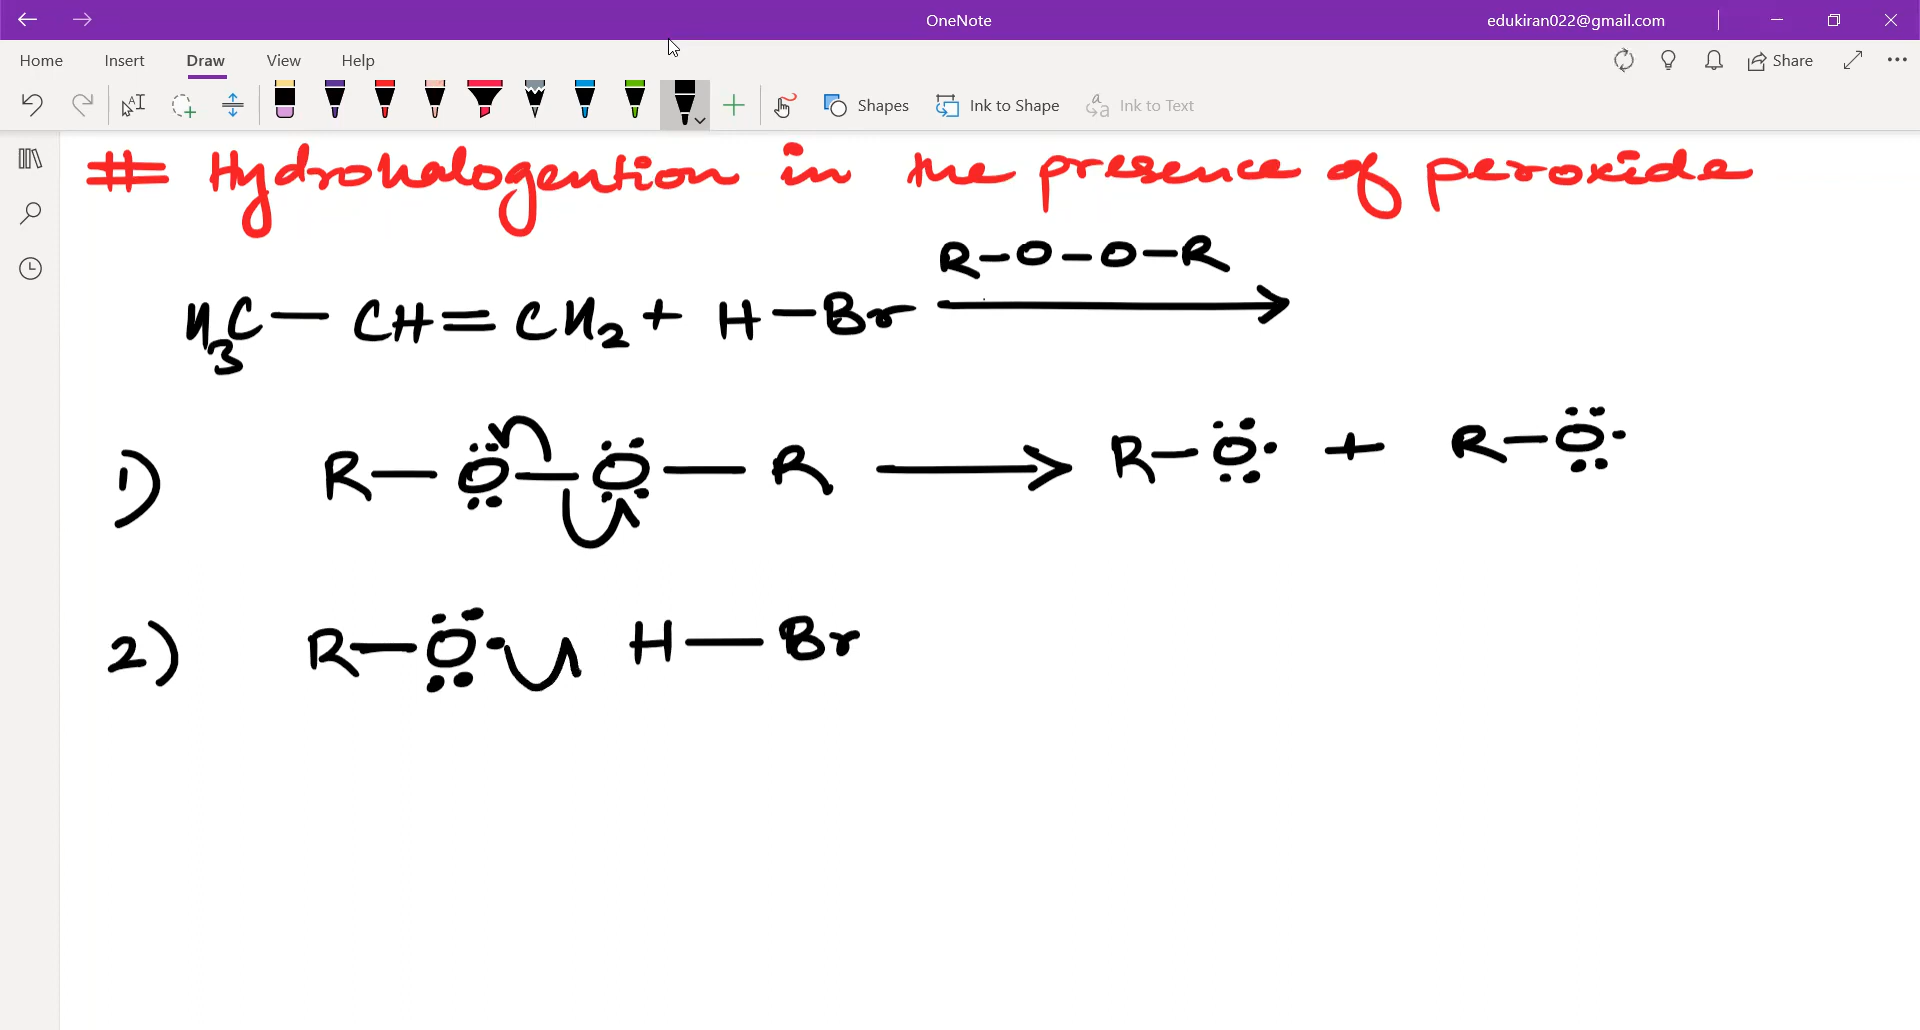 OneNote
edukiran022@gmail.com
Home Insert Draw View Help
Share
Shapes Ink to Shape Ink to Text
# Hydrohalogention in the presence of peroxide
R-O-O-R
H3C-CH=CH2 + H-Br ⟶
1) R-O-O-R ⟶ R-O· + R-O·
2) R-O· H-Br